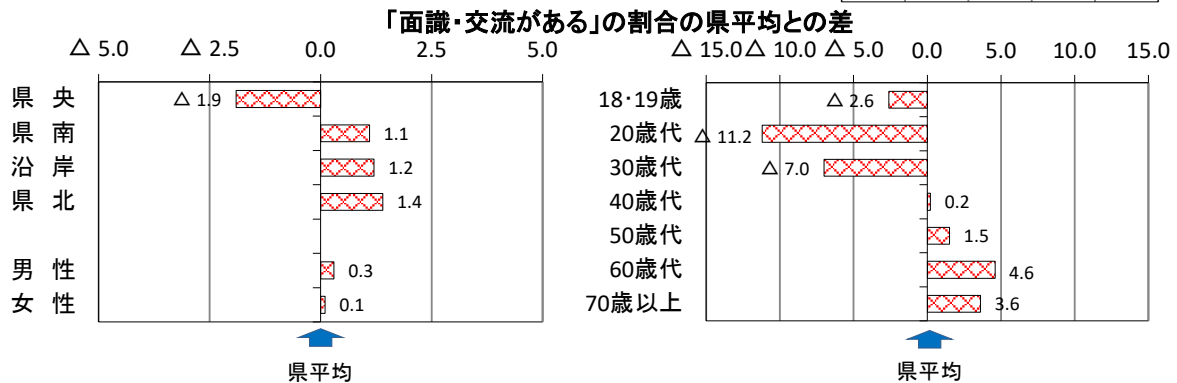 「面識・交流がある」の割合の県平均との差
△ 5.0 △ 2.5 0.0 2.5 5.0
県 央 △ 1.9
県 南 1.1
沿 岸 1.2
県 北 1.4
男 性 0.3
女 性 0.1
県平均
△ 15.0 △ 10.0 △ 5.0 0.0 5.0 10.0 15.0
18・19歳 △ 2.6
20歳代 △ 11.2
30歳代 △ 7.0
40歳代 0.2
50歳代 1.5
60歳代 4.6
70歳以上 3.6
県平均